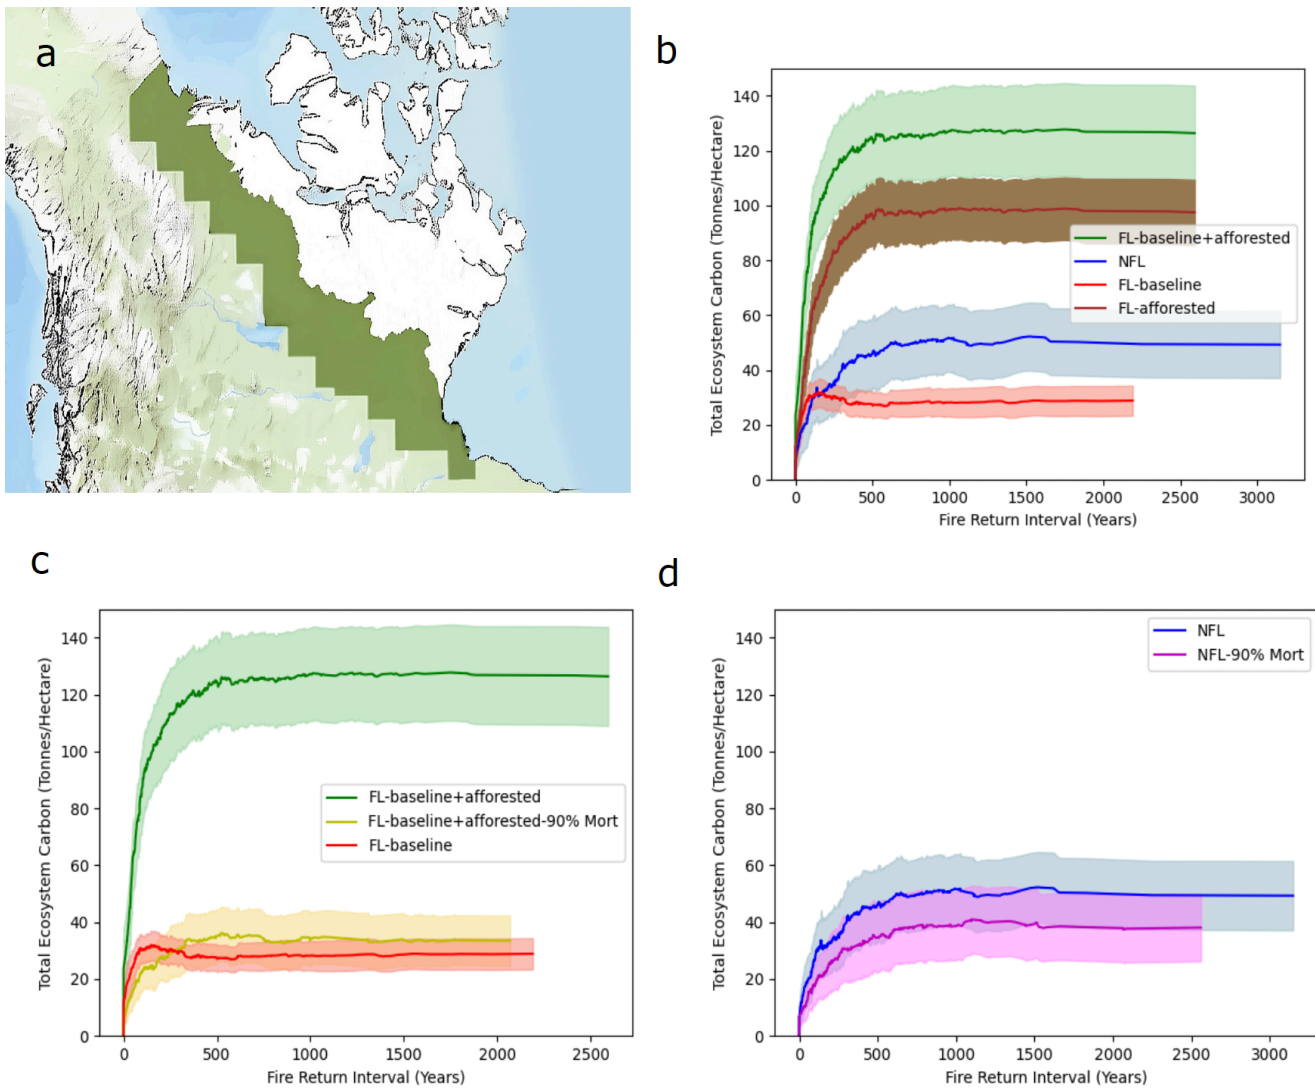 a
b
Total Ecosystem Carbon (Tonnes/Hectare)
140
120
100
80
60
40
20
0
FL-baseline+afforested
NFL
FL-baseline
FL-afforested
0 500 1000 1500 2000 2500 3000
Fire Return Interval (Years)
c
Total Ecosystem Carbon (Tonnes/Hectare)
140
120
100
80
60
40
20
0
FL-baseline+afforested
FL-baseline+afforested-90% Mort
FL-baseline
0 500 1000 1500 2000 2500
Fire Return Interval (Years)
d
Total Ecosystem Carbon (Tonnes/Hectare)
140
120
100
80
60
40
20
0
NFL
NFL-90% Mort
0 500 1000 1500 2000 2500 3000
Fire Return Interval (Years)